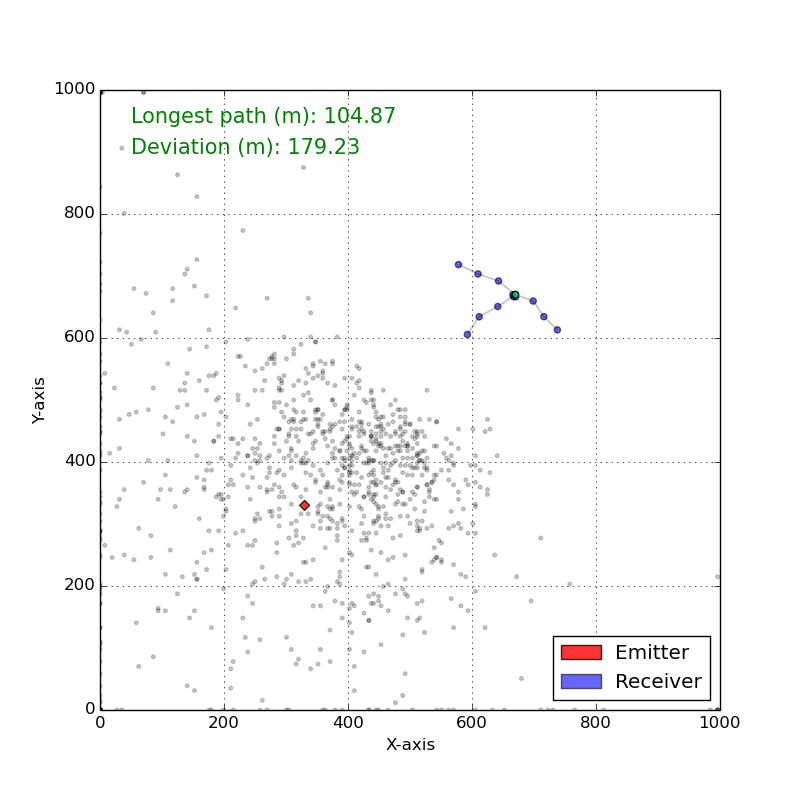 Longest path (m): 104.87
Deviation (m): 179.23
1000
800
600
400
200
0
Y-axis
0 200 400 600 800 1000
X-axis
Emitter
Receiver